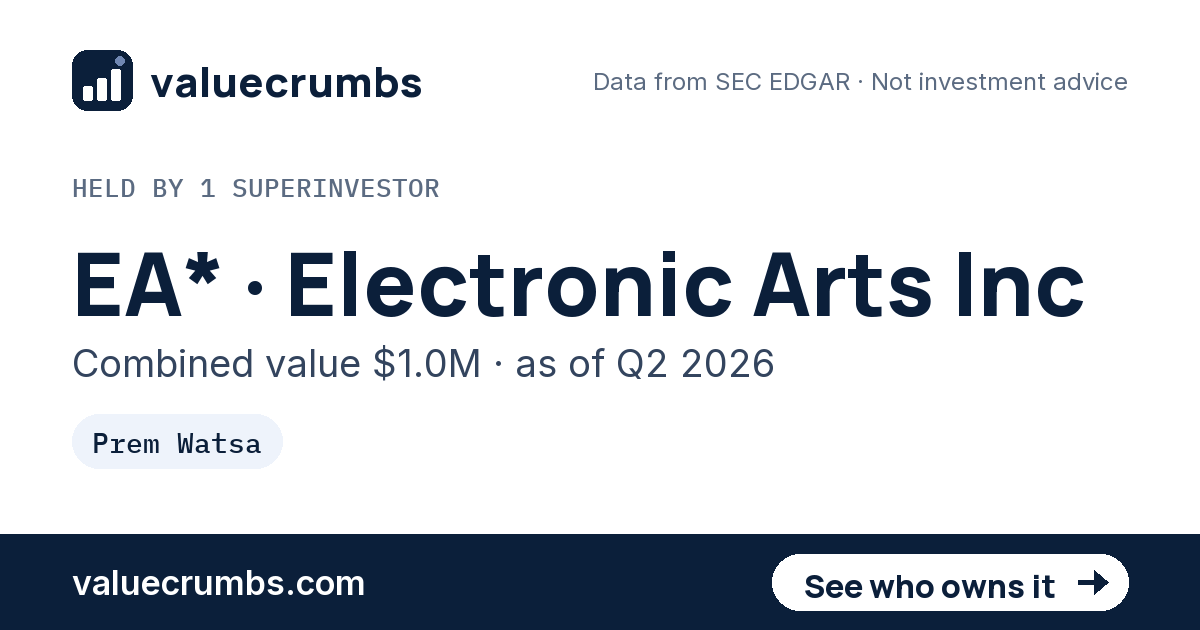 valuecrumbs
Data from SEC EDGAR · Not investment advice
HELD BY 1 SUPERINVESTOR
EA* · Electronic Arts Inc
Combined value $1.0M · as of Q2 2026
Prem Watsa
valuecrumbs.com
See who owns it →